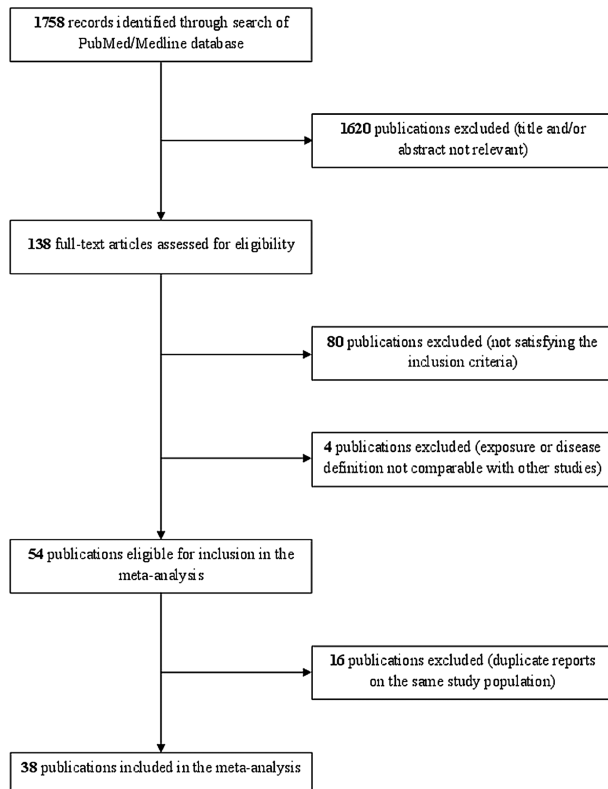 1758 records identified through search of
PubMed/Medline database
1620 publications excluded (title and/or
abstract not relevant)
138 full-text articles assessed for eligibility
80 publications excluded (not satisfying the
inclusion criteria)
4 publications excluded (exposure or disease
definition not comparable with other studies)
54 publications eligible for inclusion in the
meta-analysis
16 publications excluded (duplicate reports
on the same study population)
38 publications included in the meta-analysis